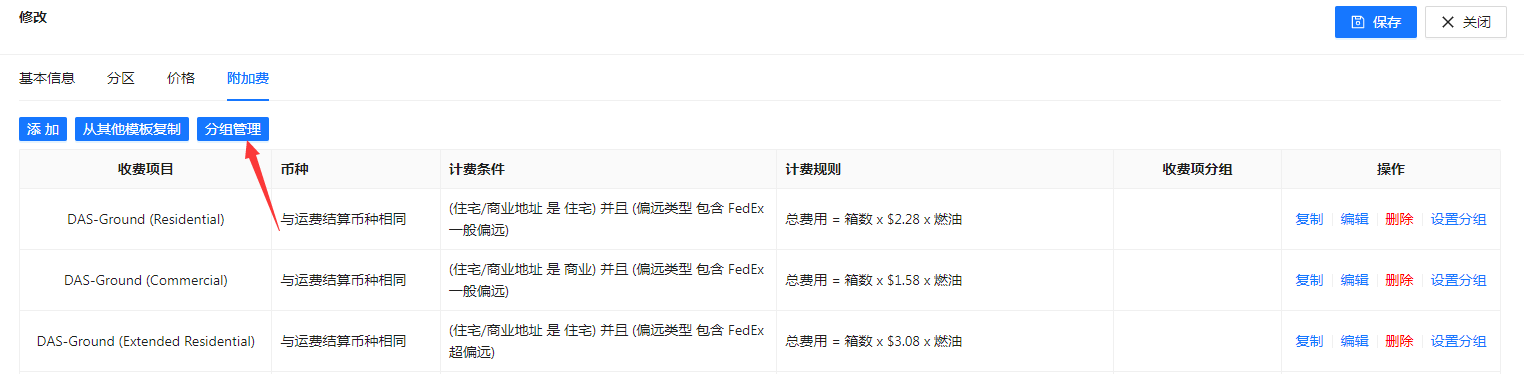 修改
保存
关闭
基本信息 分区 价格 附加费
添 加 从其他模板复制 分组管理
收费项目 币种 计费条件 计费规则 收费项分组 操作
DAS-Ground (Residential) 与运费结算币种相同 (住宅/商业地址 是 住宅) 并且 (偏远类型 包含 FedEx 总费用 = 箱数 x $2.28 x 燃油 复制 编辑 删除 设置分组
一般偏远)
DAS-Ground (Commercial) 与运费结算币种相同 (住宅/商业地址 是 商业) 并且 (偏远类型 包含 FedEx 总费用 = 箱数 x $1.58 x 燃油 复制 编辑 删除 设置分组
一般偏远)
DAS-Ground (Extended Residential) 与运费结算币种相同 (住宅/商业地址 是 住宅) 并且 (偏远类型 包含 FedEx 总费用 = 箱数 x $3.08 x 燃油 复制 编辑 删除 设置分组
超偏远)